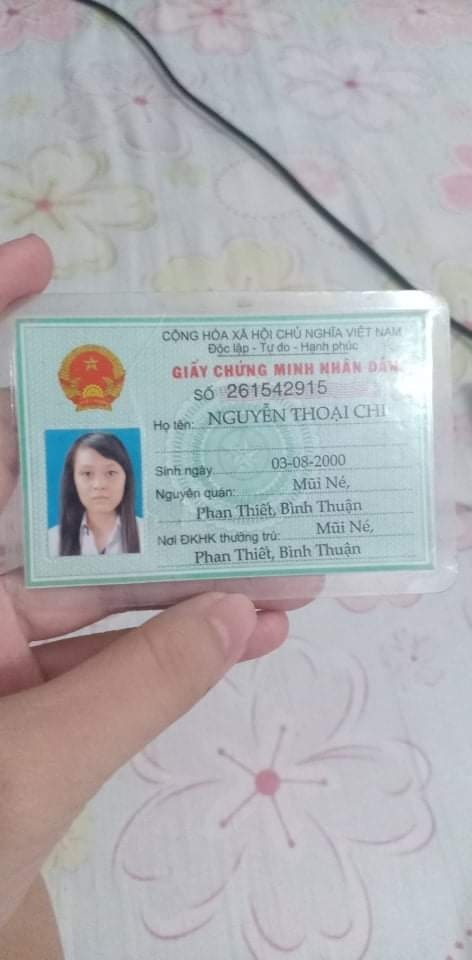 CỘNG HÒA XÃ HỘI CHỦ NGHĨA VIỆT NAM
Độc lập - Tự do - Hạnh phúc
GIẤY CHỨNG MINH NHÂN DÂN
SỐ 261542915
Họ tên: NGUYỄN THOẠI CHI
Sinh ngày 03-08-2000
Nguyên quán: Mũi Né,
Phan Thiết, Bình Thuận
Nơi ĐKHK thường trú: Mũi Né,
Phan Thiết, Bình Thuận